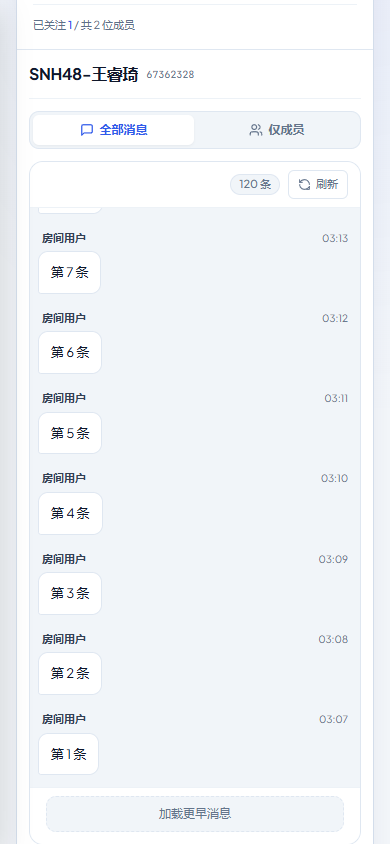 已关注 1 / 共 2 位成员
SNH48-王睿琦 67362328
全部消息 仅成员
120 条 刷新
房间用户 03:13
第 7 条
房间用户 03:12
第 6 条
房间用户 03:11
第 5 条
房间用户 03:10
第 4 条
房间用户 03:09
第 3 条
房间用户 03:08
第 2 条
房间用户 03:07
第 1 条
加载更早消息